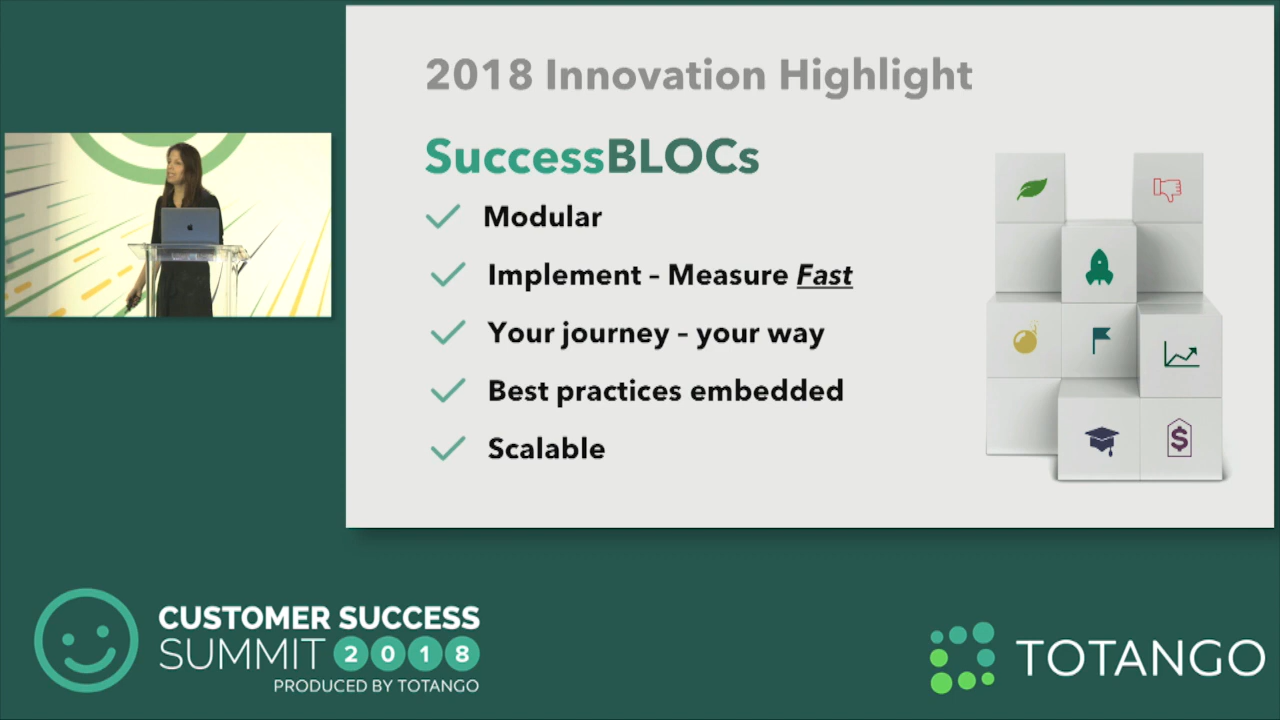 2018 Innovation Highlight
SuccessBLOCs
Modular
Implement – Measure Fast
Your journey – your way
Best practices embedded
Scalable
$
CUSTOMER SUCCESS
SUMMIT 2018
PRODUCED BY TOTANGO
TOTANGO